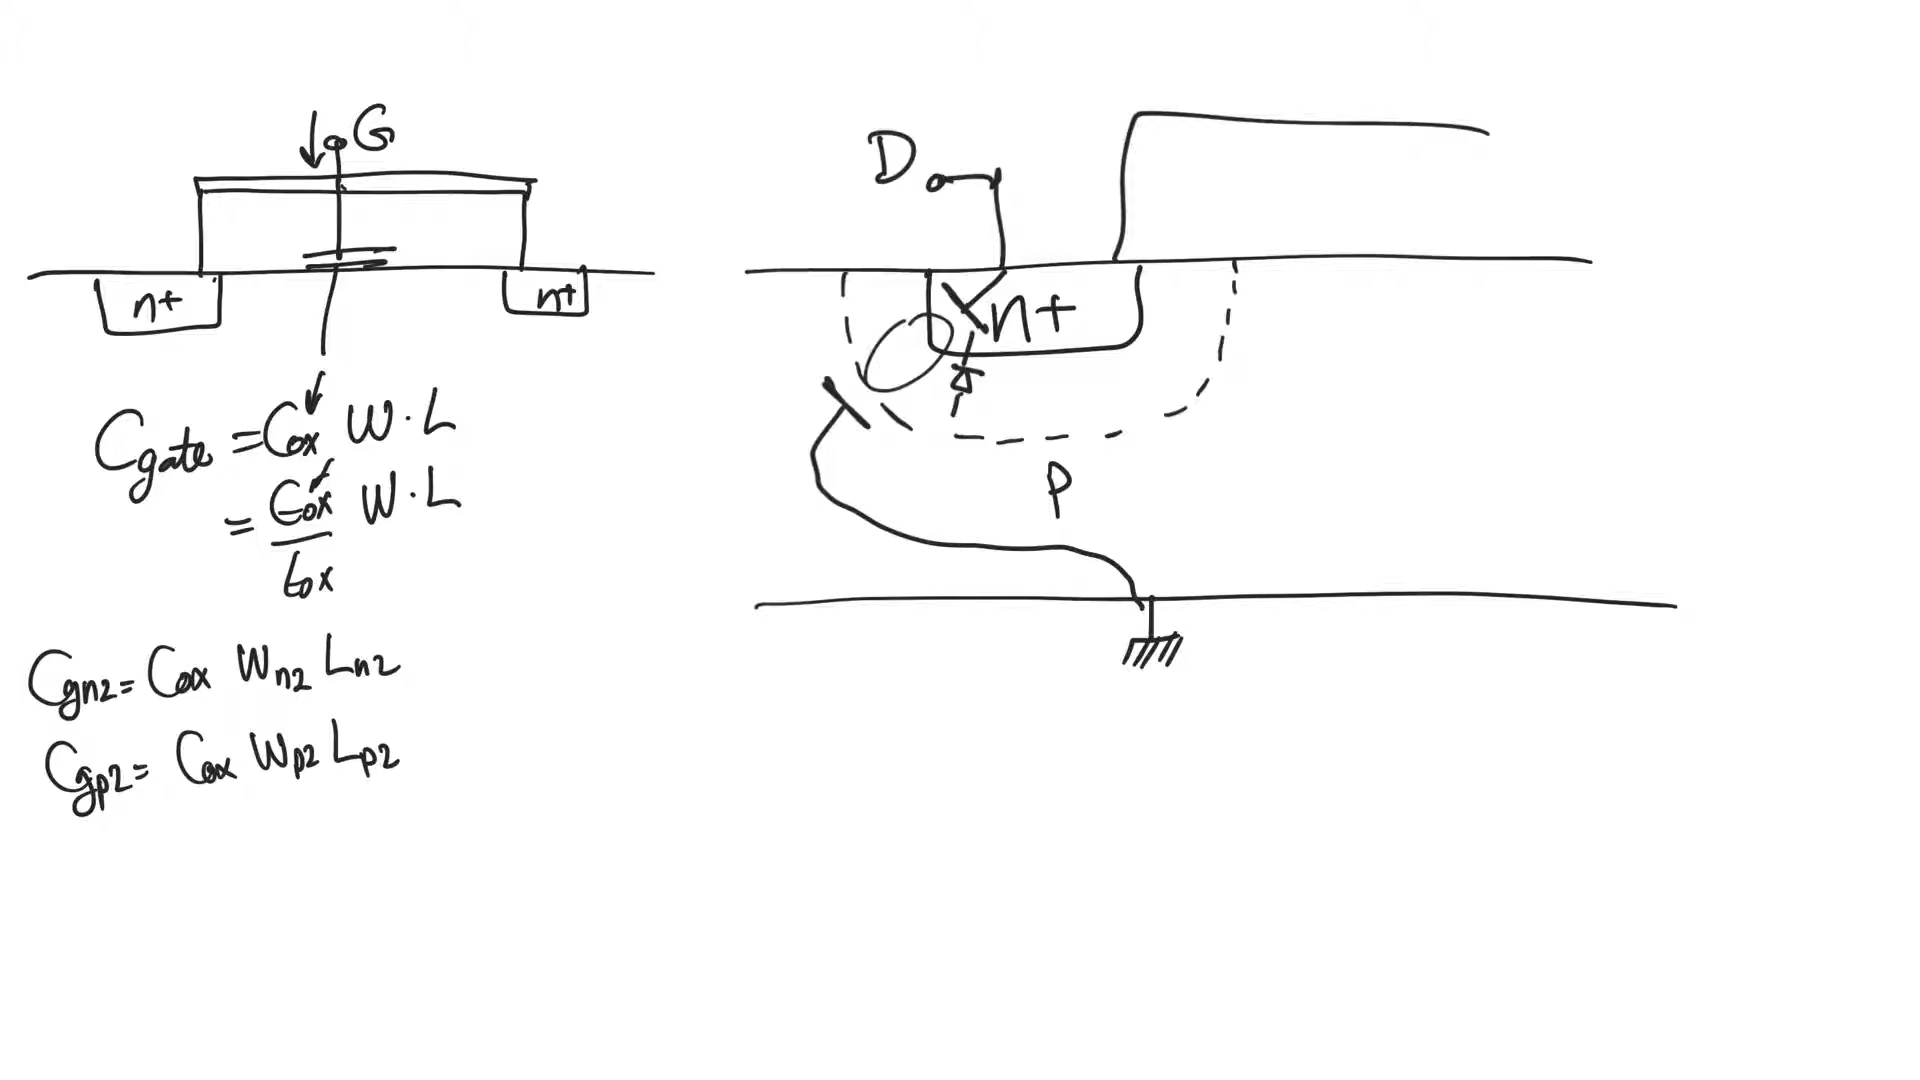 G
n+ n+
Cgate = Cox W·L
= εox W·L
tox
Cgn2 = Cox Wn2 Ln2
Cgp2 = Cox Wp2 Lp2
D
n+
P